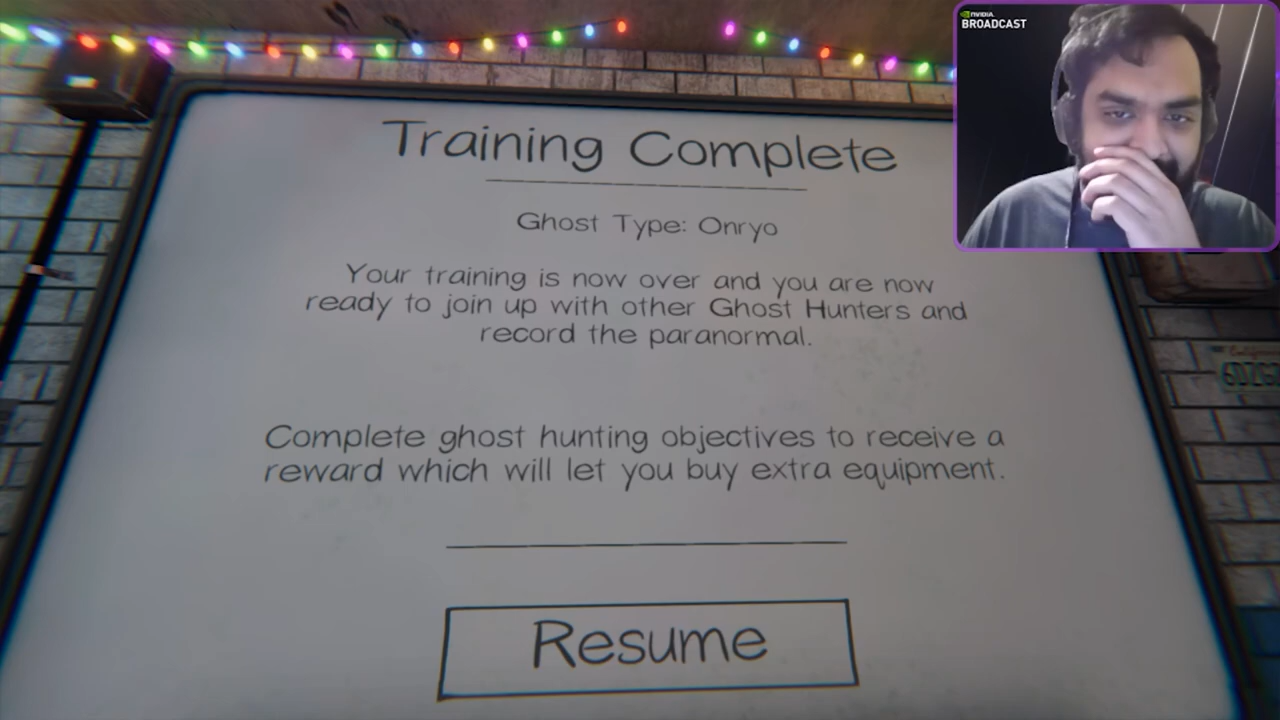 NVIDIA
BROADCAST
Training Complete
Ghost Type: Onryo
Your training is now over and you are now
ready to join up with other Ghost Hunters and
record the paranormal.
Complete ghost hunting objectives to receive a
reward which will let you buy extra equipment.
Resume